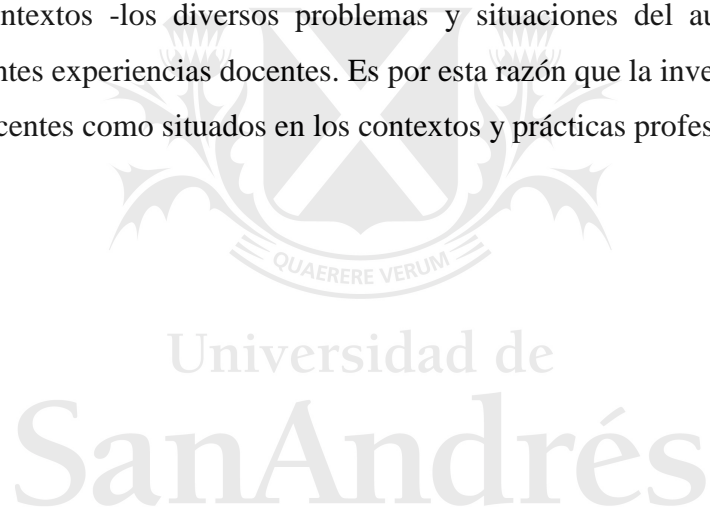 ntextos -los diversos problemas y situaciones del au
ntes experiencias docentes. Es por esta razón que la inve
centes como situados en los contextos y prácticas profes
QUAERERE VERUM
Universidad de
SanAndrés